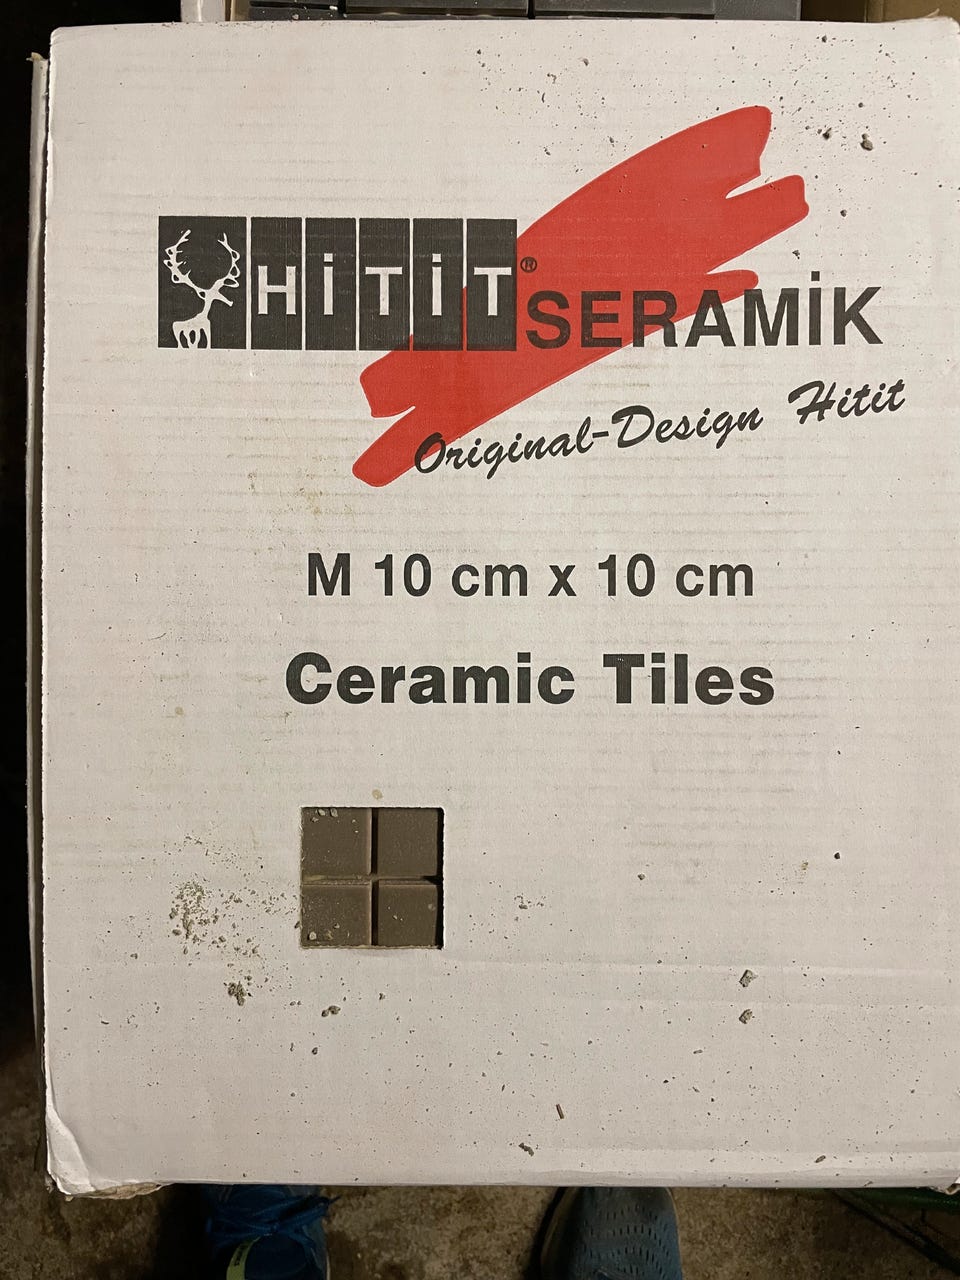 HİTİT® SERAMİK
Original-Design Hitit
M 10 cm x 10 cm
Ceramic Tiles